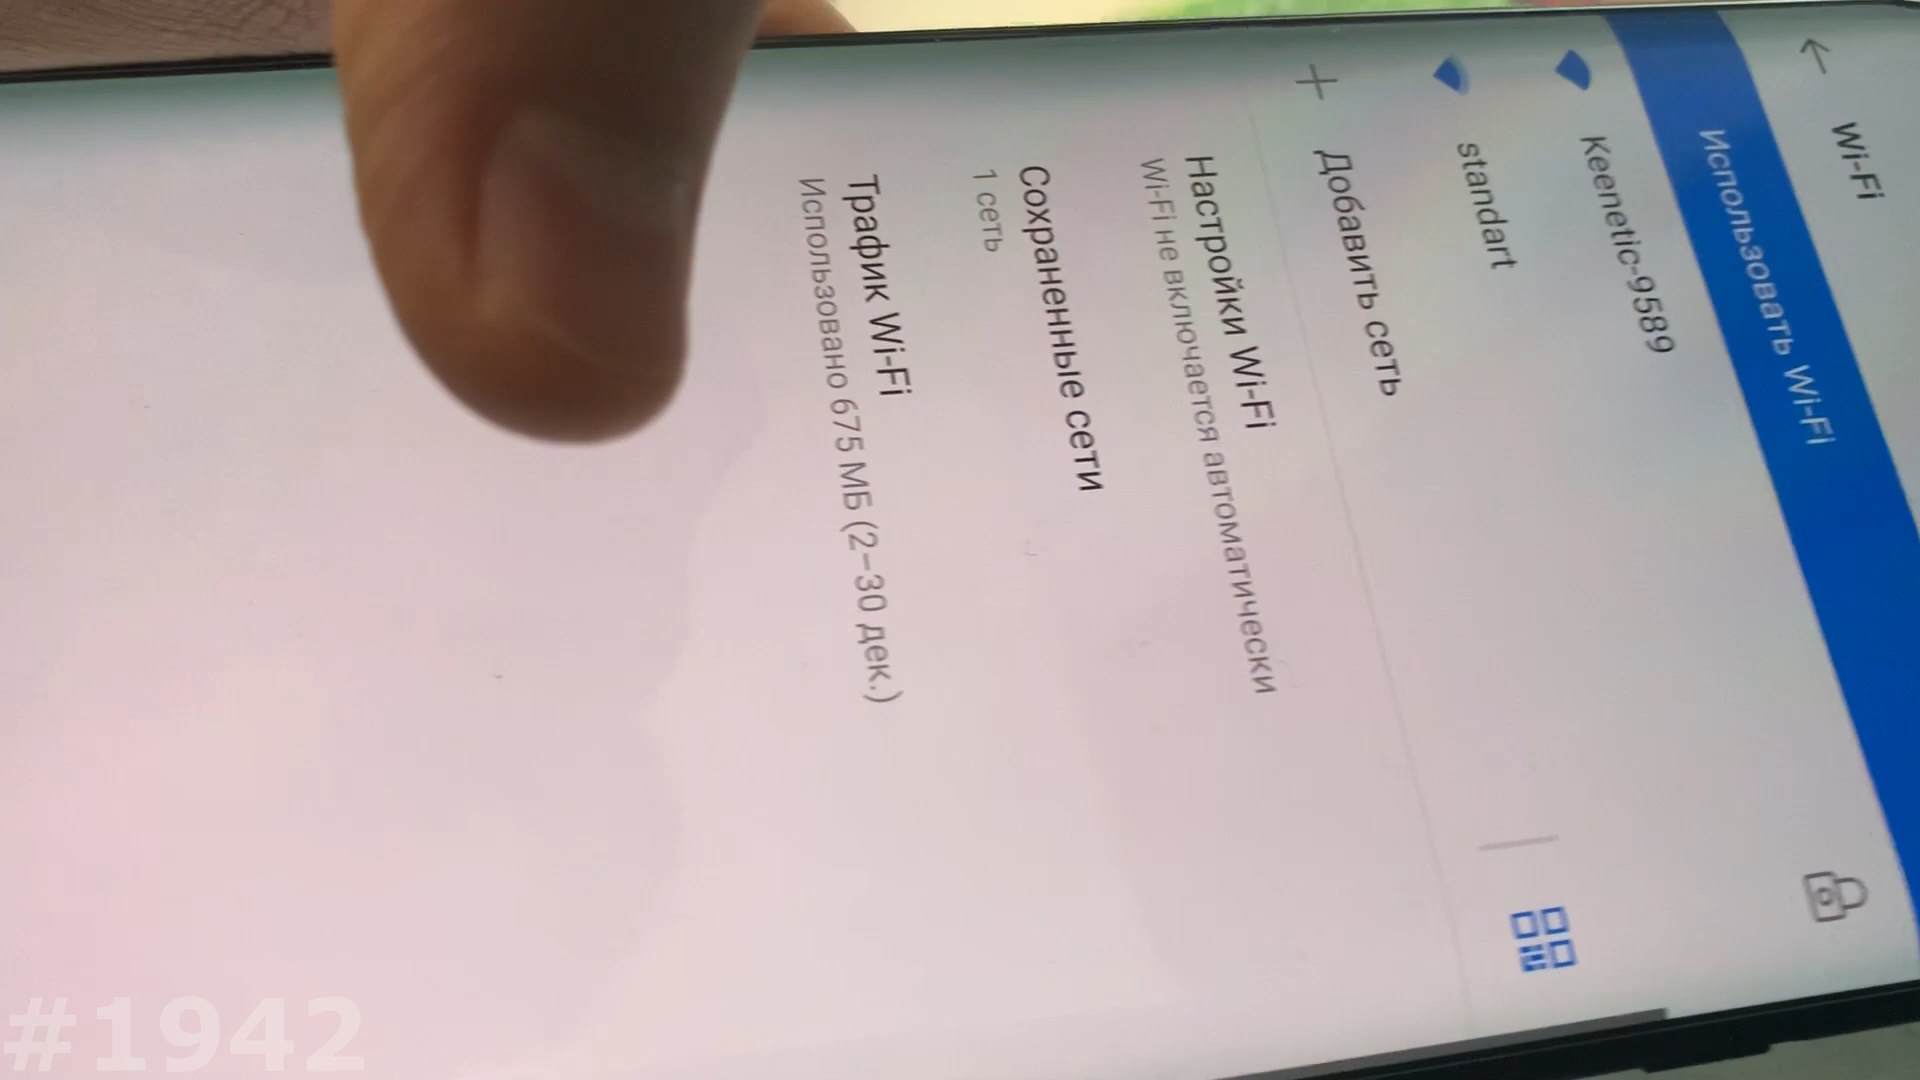 Wi-Fi
Использовать Wi-Fi
Keenetic-9589
standart
Добавить сеть
Настройки Wi-Fi
Wi-Fi не включается автоматически
Сохраненные сети
1 сеть
Трафик Wi-Fi
Использовано 675 МБ (2–30 дек.)
#1942